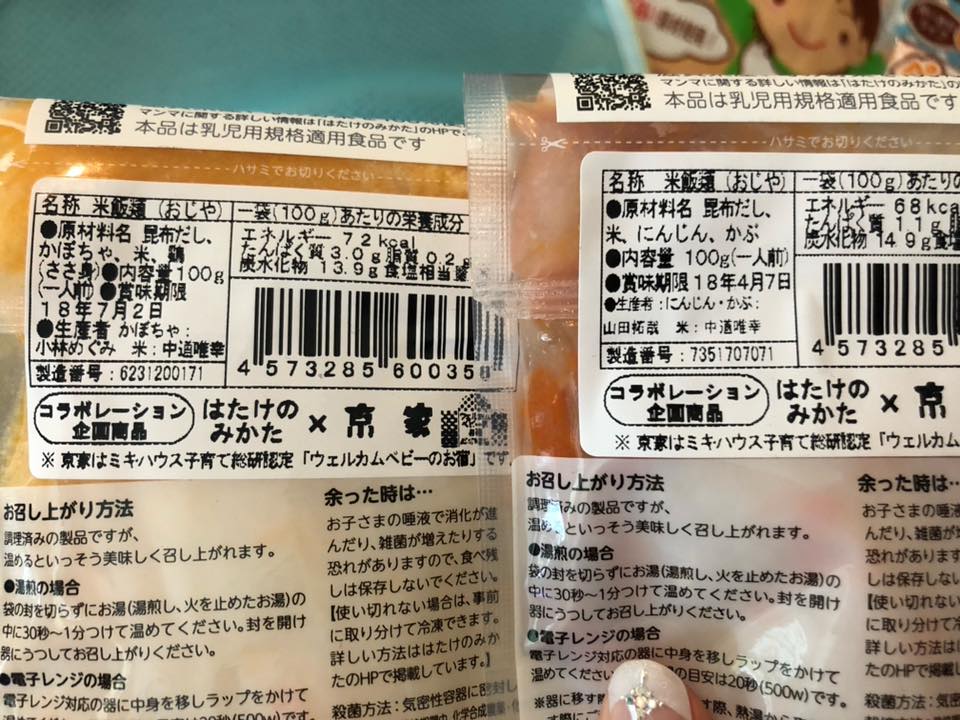 マンマに関する詳しい情報は「はたけのみかた」のHPで
本品は乳児用規格適用食品です
ハサミでお切りください
名称 米飯類(おじや)
●原材料名 昆布だし、
かぼちゃ、米、鶏
(ささ身)●内容量 100g
(一人前)●賞味期限
18年7月2日
●生産者 かぼちゃ:
小林めぐみ 米:中道唯幸
製造番号:6231200171
一袋(100g)あたりの栄養成分
エネルギー 72kcal
たんぱく質 3.0g 脂質 0.2g
炭水化物 13.9g 食塩相当量
4 573285 60035
コラボレーション
企画商品
はたけの
みかた
× 京 家
※ 京家はミキハウス子育て総研認定「ウェルカムベビーのお宿」です
お召し上がり方法
調理済みの製品ですが、
温めるといっそう美味しく召し上がれます。
●湯煎の場合
袋の封を切らずにお湯(湯煎し、火を止めたお湯)の
中に30秒〜1分つけて温めてください。封を開け
器にうつしてお召し上がりください。
●電子レンジの場合
電子レンジ対応の器に中身を移しラップをかけて
余った時は…
お子さまの唾液で消化が進
んだり、雑菌が増えたりする
恐れがありますので、食べ残
しは保存しないでください。
【使い切れない場合は、事前
に取り分けて冷凍できます。
詳しい方法ははたけのみか
たのHPで掲載しています。】
殺菌方法:気密性容器に
マンマに関する詳しい情報は「はたけのみかた」の
本品は乳児用規格適用食品です
ハサミでお切りください
名称 米飯類(おじや)
●原材料名 昆布だし、
米、にんじん、かぶ
●内容量 100g(一人前)
●賞味期限 18年4月7日
●生産者:にんじん・かぶ:
山田拓哉 米:中道唯幸
製造番号:7351707071
一袋(100g)あたりの
エネルギー 68kca
たんぱく質 1.1g 脂
炭水化物 14.9g 食塩
4 573285
コラボレーション
企画商品
はたけの
みかた
× 京
※ 京家はミキハウス子育て総研認定「ウェルカム
お召し上がり方法
調理済みの製品ですが、
温めるといっそう美味しく召し上がれます。
●湯煎の場合
袋の封を切らずにお湯(湯煎し、火を止めたお湯)の
中に30秒〜1分つけて温めてください。封を開け
器にうつしてお召し上がりください。
●電子レンジの場合
電子レンジ対応の器に中身を移しラップをかけて
温めてくだ の目安は20秒(500w)です。
※器に移す 際、熱湯から
余った時は…
お子さまの
んだり、雑菌
恐れがあります
しは保存しな
【使い切れない
に取り分けて
詳しい方法は
たのHPで掲
殺菌方法:気